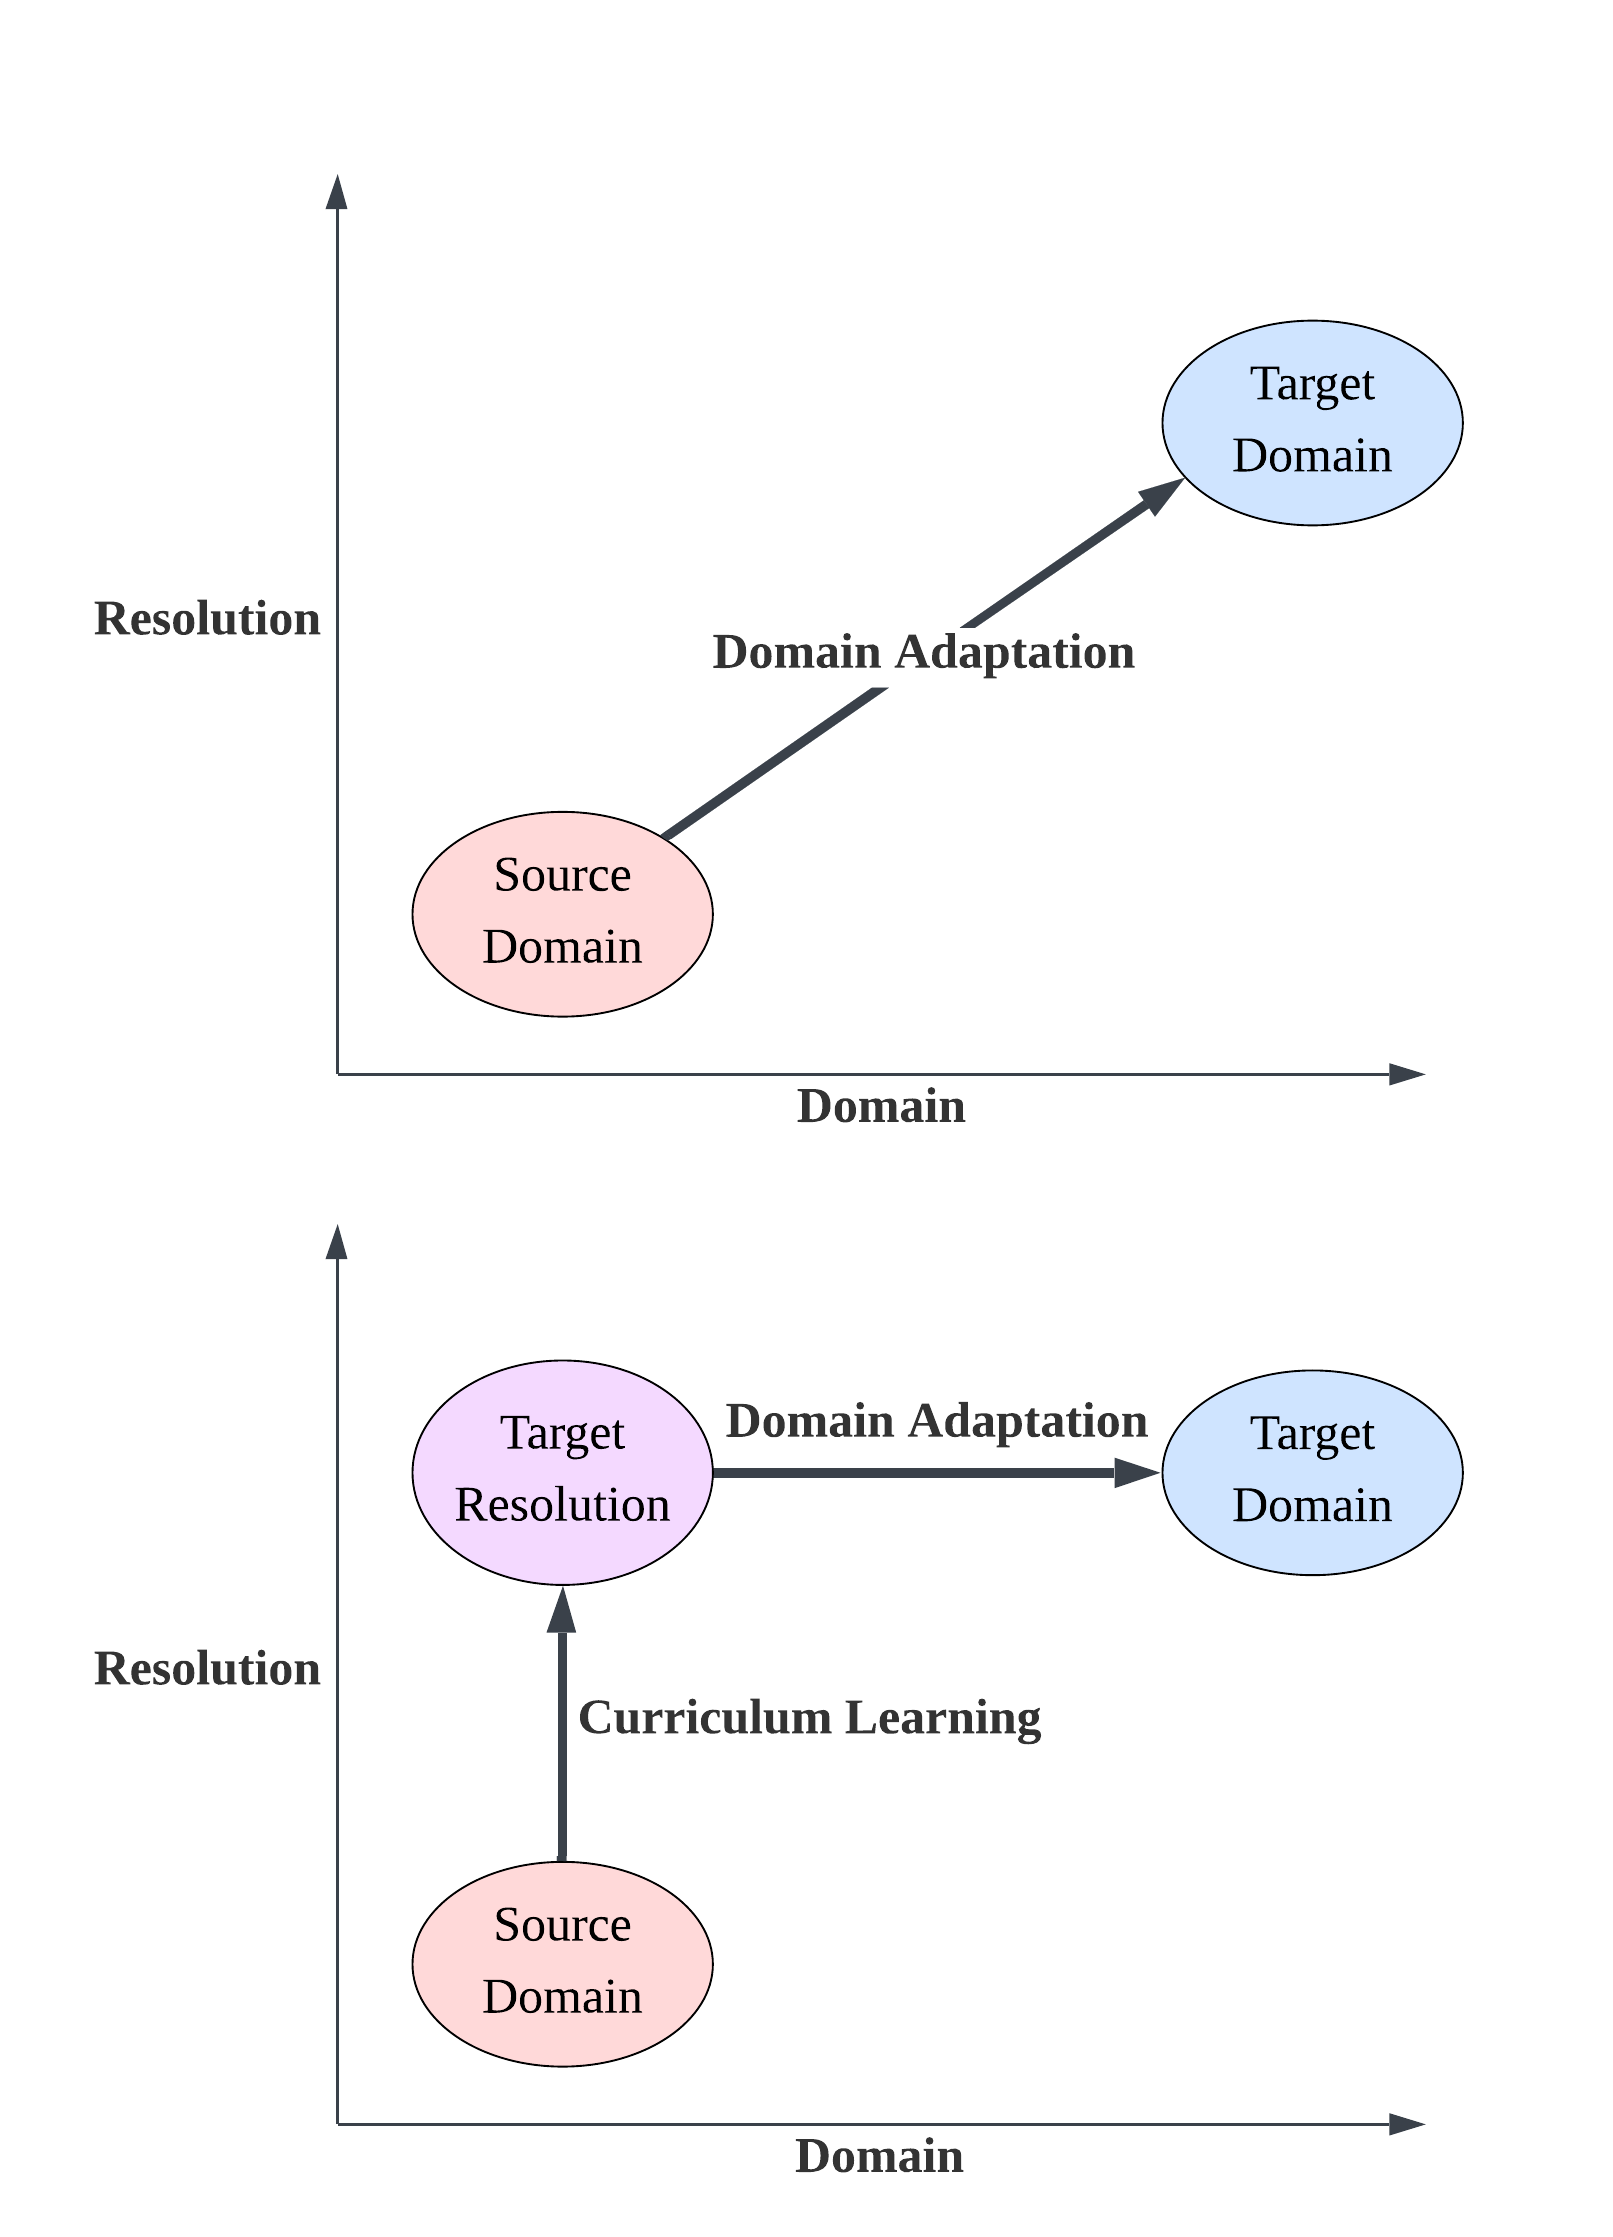 Target
Domain
Resolution
Domain Adaptation
Source
Domain
Domain
Target
Resolution
Domain Adaptation
Target
Domain
Resolution
Curriculum Learning
Source
Domain
Domain